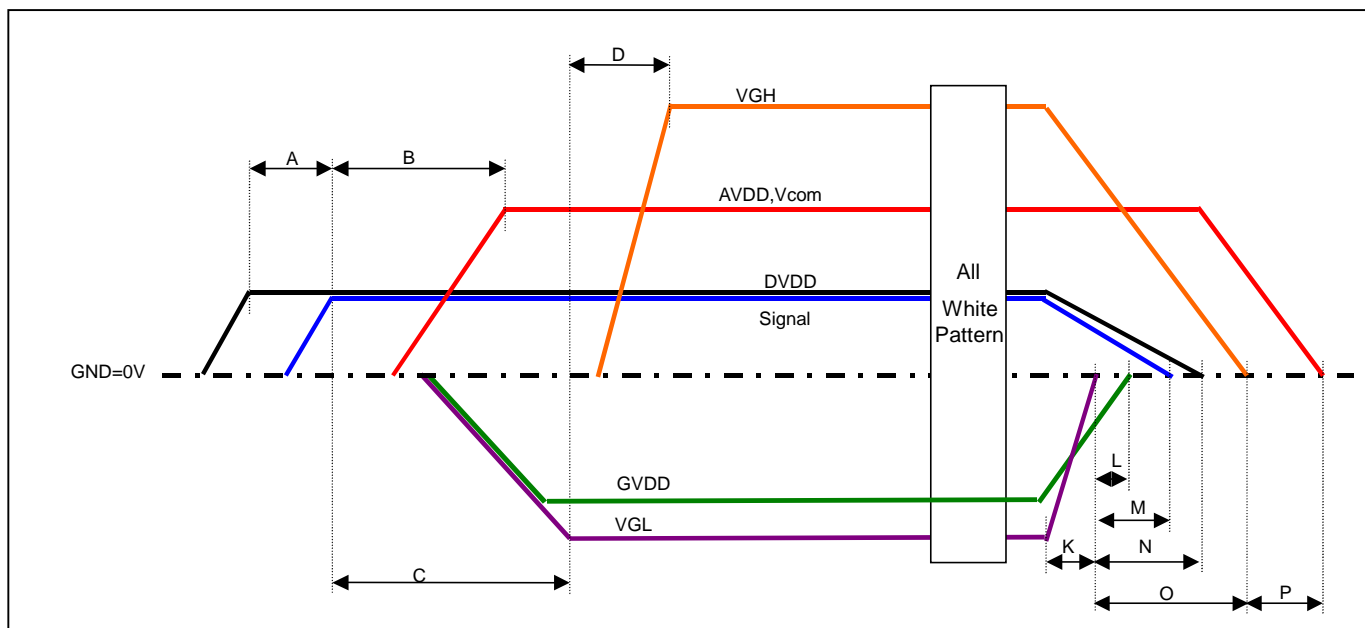 D
VGH
A
B
AVDD,Vcom
DVDD
All
White
Pattern
Signal
GND=0V
L
GVDD
M
VGL
K
N
C
O
P